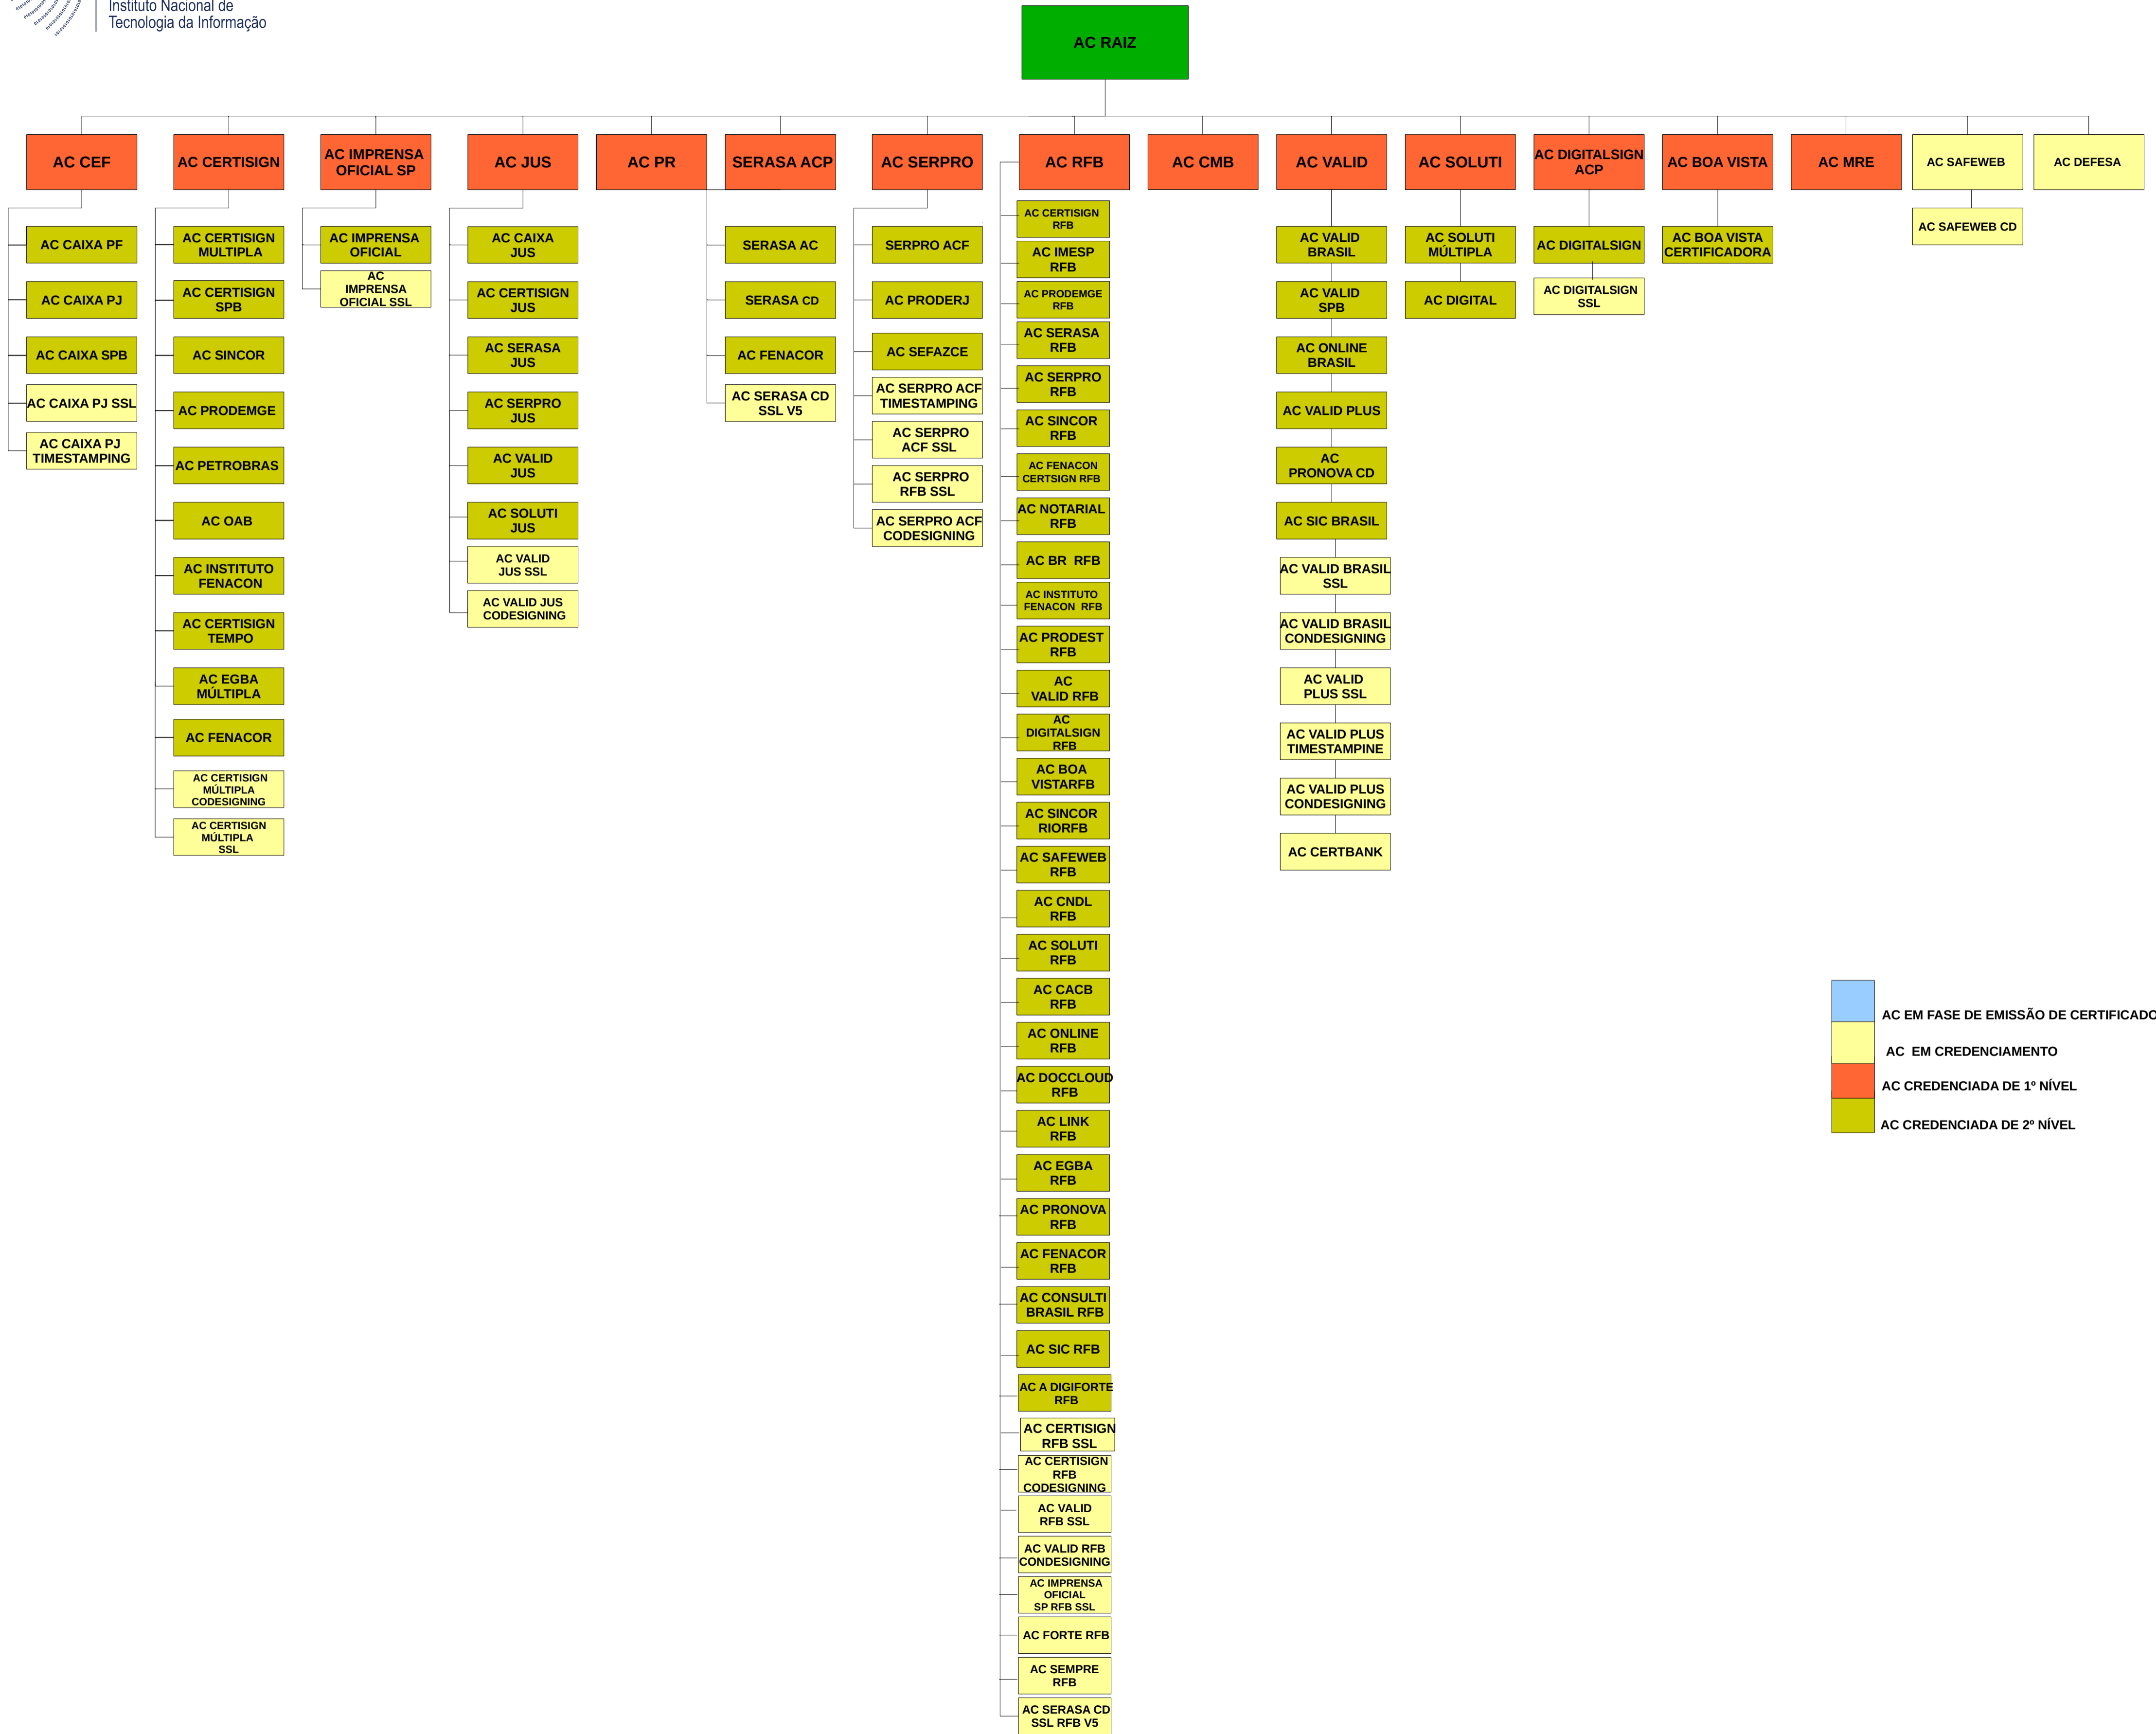 Instituto Nacional de
Tecnologia da Informação
AC RAIZ
AC CEF
AC CERTISIGN
AC IMPRENSA
OFICIAL SP
AC JUS
AC PR
SERASA ACP
AC SERPRO
AC RFB
AC CMB
AC VALID
AC SOLUTI
AC DIGITALSIGN
ACP
AC BOA VISTA
AC MRE
AC SAFEWEB
AC DEFESA
AC CAIXA PF
AC CAIXA PJ
AC CAIXA SPB
AC CAIXA PJ SSL
AC CAIXA PJ
TIMESTAMPING
AC CERTISIGN
MULTIPLA
AC CERTISIGN
SPB
AC SINCOR
AC PRODEMGE
AC PETROBRAS
AC OAB
AC INSTITUTO
FENACON
AC CERTISIGN
TEMPO
AC EGBA
MÚLTIPLA
AC FENACOR
AC CERTISIGN
MÚLTIPLA
CODESIGNING
AC CERTISIGN
MÚLTIPLA
SSL
AC IMPRENSA
OFICIAL
AC
IMPRENSA
OFICIAL SSL
AC CAIXA
JUS
AC CERTISIGN
JUS
AC SERASA
JUS
AC SERPRO
JUS
AC VALID
JUS
AC SOLUTI
JUS
AC VALID
JUS SSL
AC VALID JUS
CODESIGNING
SERASA AC
SERASA CD
AC FENACOR
AC SERASA CD
SSL V5
SERPRO ACF
AC PRODERJ
AC SEFAZCE
AC SERPRO ACF
TIMESTAMPING
AC SERPRO
ACF SSL
AC SERPRO
RFB SSL
AC SERPRO ACF
CODESIGNING
AC CERTISIGN
RFB
AC IMESP
RFB
AC PRODEMGE
RFB
AC SERASA
RFB
AC SERPRO
RFB
AC SINCOR
RFB
AC FENACON
CERTSIGN RFB
AC NOTARIAL
RFB
AC BR RFB
AC INSTITUTO
FENACON RFB
AC PRODEST
RFB
AC
VALID RFB
AC
DIGITALSIGN
RFB
AC BOA
VISTARFB
AC SINCOR
RIORFB
AC SAFEWEB
RFB
AC CNDL
RFB
AC SOLUTI
RFB
AC CACB
RFB
AC ONLINE
RFB
AC DOCCLOUD
RFB
AC LINK
RFB
AC EGBA
RFB
AC PRONOVA
RFB
AC FENACOR
RFB
AC CONSULTI
BRASIL RFB
AC SIC RFB
AC A DIGIFORTE
RFB
AC CERTISIGN
RFB SSL
AC CERTISIGN
RFB
CODESIGNING
AC VALID
RFB SSL
AC VALID RFB
CONDESIGNING
AC IMPRENSA
OFICIAL
SP RFB SSL
AC FORTE RFB
AC SEMPRE
RFB
AC SERASA CD
SSL RFB V5
AC VALID
BRASIL
AC VALID
SPB
AC ONLINE
BRASIL
AC VALID PLUS
AC
PRONOVA CD
AC SIC BRASIL
AC VALID BRASIL
SSL
AC VALID BRASIL
CONDESIGNING
AC VALID
PLUS SSL
AC VALID PLUS
TIMESTAMPINE
AC VALID PLUS
CONDESIGNING
AC CERTBANK
AC SOLUTI
MÚLTIPLA
AC DIGITAL
AC DIGITALSIGN
AC DIGITALSIGN
SSL
AC BOA VISTA
CERTIFICADORA
AC SAFEWEB CD
AC EM FASE DE EMISSÃO DE CERTIFICADO
AC EM CREDENCIAMENTO
AC CREDENCIADA DE 1º NÍVEL
AC CREDENCIADA DE 2º NÍVEL